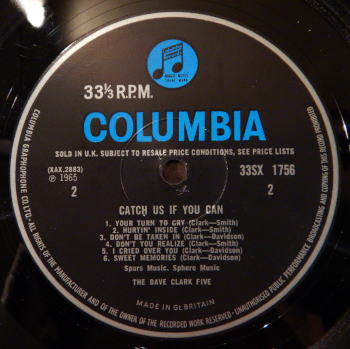 33⅓ R.P.M.
COLUMBIA
SOLD IN U.K. SUBJECT TO RESALE PRICE CONDITIONS, SEE PRICE LISTS
(XAX.2883)
℗ 1965
2
33SX 1756
2
CATCH US IF YOU CAN
1. YOUR TURN TO CRY (Clark—Smith)
2. HURTIN' INSIDE (Clark—Smith)
3. DON'T BE TAKEN IN (Clark—Davidson)
4. DON'T YOU REALIZE (Clark—Smith)
5. I CRIED OVER YOU (Clark—Davidson)
6. SWEET MEMORIES (Clark—Davidson)
Spurs Music. Sphere Music
THE DAVE CLARK FIVE
MADE IN GT. BRITAIN
COLUMBIA GRAPHOPHONE CO. LTD. ALL RIGHTS OF THE MANUFACTURER AND OF THE OWNER OF THE RECORDED WORK RESERVED UNAUTHORISED PUBLIC PERFORMANCE BROADCASTING AND COPYING OF THIS RECORD PROHIBITED